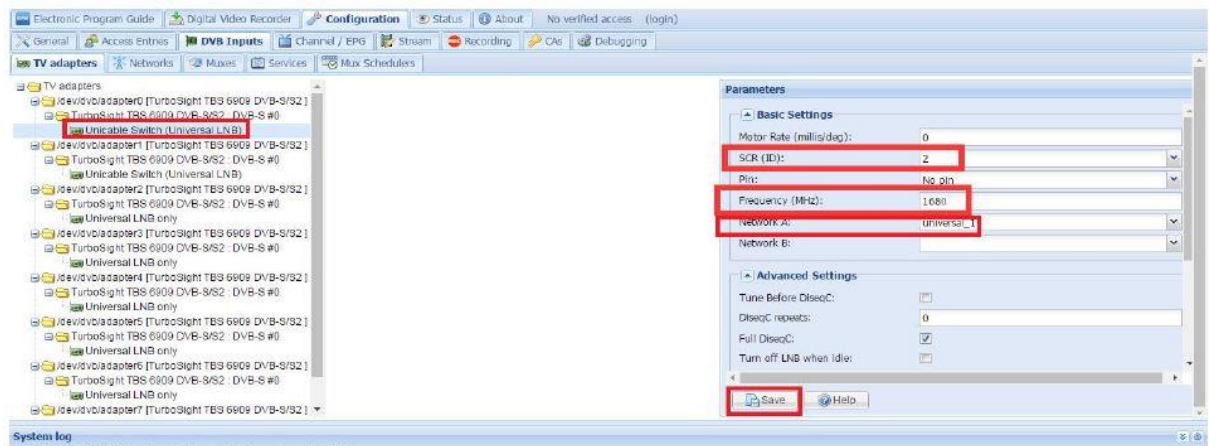 Electronic Program Guide Digital Video Recorder Configuration Status About No verified access (login)
General Access Entries DVB Inputs Channel / EPG Stream Recording CAs Debugging
TV adapters Networks Muxes Services Mux Schedulers
TV adapters
/dev/dvb/adapter0 [TurboSight TBS 6909 DVB-S/S2 ]
TurboSight TBS 6909 DVB-S/S2 : DVB-S #0
Unicable Switch (Universal LNB)
/dev/dvb/adapter1 [TurboSight TBS 6909 DVB-S/S2 ]
TurboSight TBS 6909 DVB-S/S2 : DVB-S #0
Unicable Switch (Universal LNB)
/dev/dvb/adapter2 [TurboSight TBS 6909 DVB-S/S2 ]
TurboSight TBS 6909 DVB-S/S2 : DVB-S #0
Universal LNB only
/dev/dvb/adapter3 [TurboSight TBS 6909 DVB-S/S2 ]
TurboSight TBS 6909 DVB-S/S2 : DVB-S #0
Universal LNB only
/dev/dvb/adapter4 [TurboSight TBS 6909 DVB-S/S2 ]
TurboSight TBS 6909 DVB-S/S2 : DVB-S #0
Universal LNB only
/dev/dvb/adapter5 [TurboSight TBS 6909 DVB-S/S2 ]
TurboSight TBS 6909 DVB-S/S2 : DVB-S #0
Universal LNB only
/dev/dvb/adapter6 [TurboSight TBS 6909 DVB-S/S2 ]
TurboSight TBS 6909 DVB-S/S2 : DVB-S #0
Universal LNB only
/dev/dvb/adapter7 [TurboSight TBS 6909 DVB-S/S2 ]
Parameters
Basic Settings
Motor Rate (millis/deg): 0
SCR (ID): 2
Pin: No pin
Frequency (MHz): 1680
Network A: universal_1
Network B:
Advanced Settings
Tune Before DiseqC:
DiseqC repeats: 0
Full DiseqC:
Turn off LNB when idle:
Save Help
System log